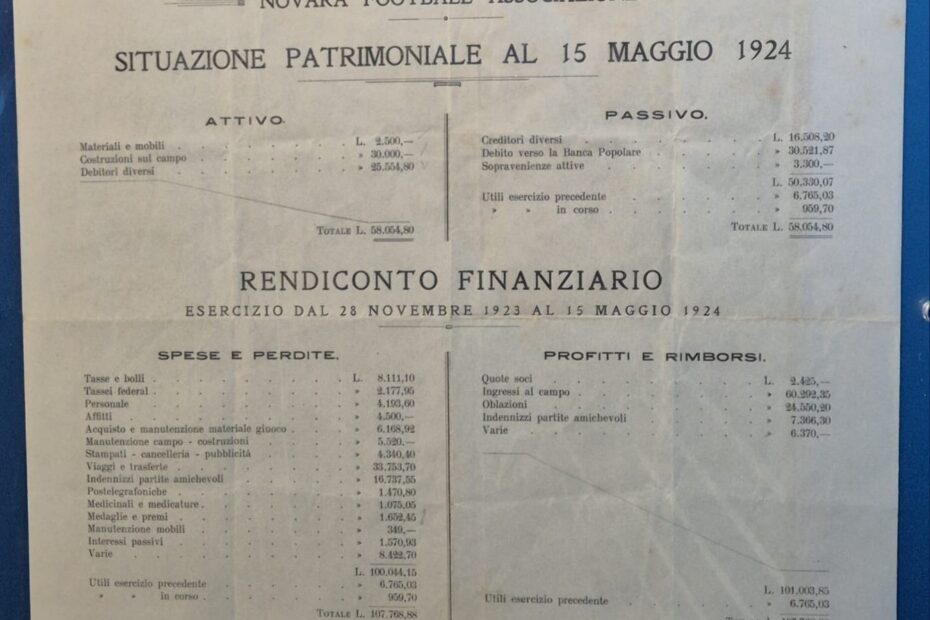 NOVARA FOOTBALL ASSOCIAZIONE
SITUAZIONE PATRIMONIALE AL 15 MAGGIO 1924
ATTIVO.
Materiali e mobili L. 2.500,—
Costruzioni sul campo » 30.000,—
Debitori diversi » 25.554,80
TOTALE L. 58.054,80
PASSIVO.
Creditori diversi L. 16.508,20
Debito verso la Banca Popolare » 30.521,87
Sopravenienze attive » 3.300,—
L. 50.330,07
Utili esercizio precedente » 6.765,03
» » in corso » 959,70
TOTALE L. 58.054,80
RENDICONTO FINANZIARIO
ESERCIZIO DAL 28 NOVEMBRE 1923 AL 15 MAGGIO 1924
SPESE E PERDITE.
Tasse e bolli L. 8.111,10
Tassei federal » 2.177,95
Personale » 4.193,60
Affitti » 4.500,—
Acquisto e manutenzione materiale giuoco » 6.168,92
Manutenzione campo - costruzioni » 5.520,—
Stampati - cancelleria - pubblicità » 4.340,40
Viaggi e trasferte » 33.753,70
Indennizzi partite amichevoli » 16.737,55
Postelegrafoniche » 1.470,80
Medicinali e medicature » 1.075,05
Medaglie e premi » 1.652,45
Manutenzione mobili » 349,—
Interessi passivi » 1.570,93
Varie » 8.422,70
L. 100.044,15
Utili esercizio precedente » 6.765,03
» » in corso » 959,70
TOTALE L. 107.768,88
PROFITTI E RIMBORSI.
Quote soci L. 2.425,—
Ingressi al campo » 60.292,35
Oblazioni » 24.550,20
Indennizzi partite amichevoli » 7.366,30
Varie » 6.370,—
L. 101.003,85
Utili esercizio precedente » 6.765,03